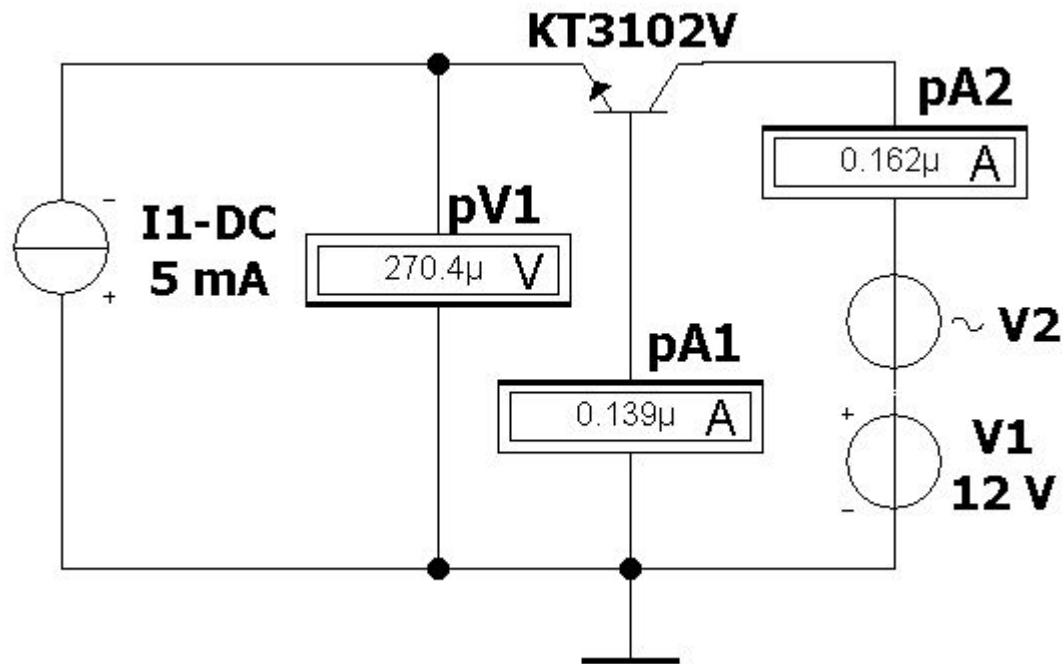 KT3102V
pA2
0.162µ A
I1-DC
5 mA
pV1
270.4µ V
V2
pA1
0.139µ A
V1
12 V